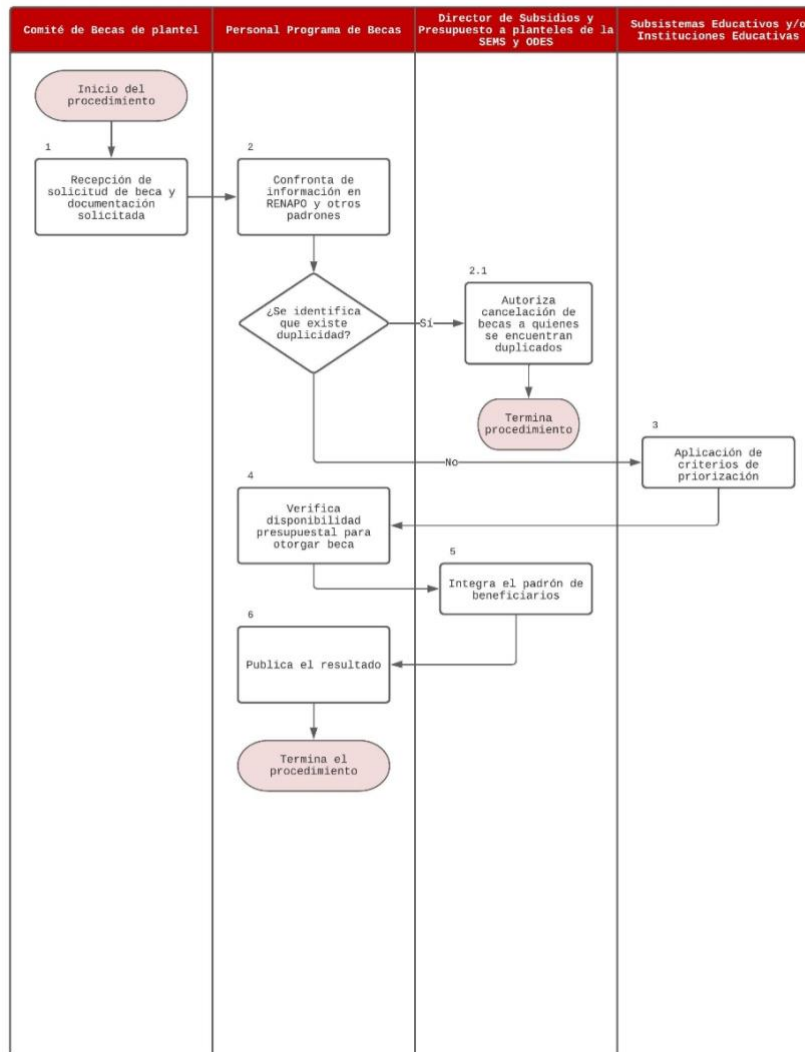 Comité de Becas de plantel
Personal Programa de Becas
Director de Subsidios y
Presupuesto a planteles de la
SEMS y ODES
Subsistemas Educativos y/o
Instituciones Educativas
Inicio del
procedimiento
1
Recepción de
solicitud de beca y
documentación
solicitada
2
Confronta de
información en
RENAPO y otros
padrones
¿Se identifica
que existe
duplicidad?
Sí
2.1
Autoriza
cancelación de
becas a quienes
se encuentran
duplicados
Termina
procedimiento
No
3
Aplicación de
criterios de
priorización
4
Verifica
disponibilidad
presupuestal para
otorgar beca
5
Integra el padrón de
beneficiarios
6
Publica el resultado
Termina el
procedimiento